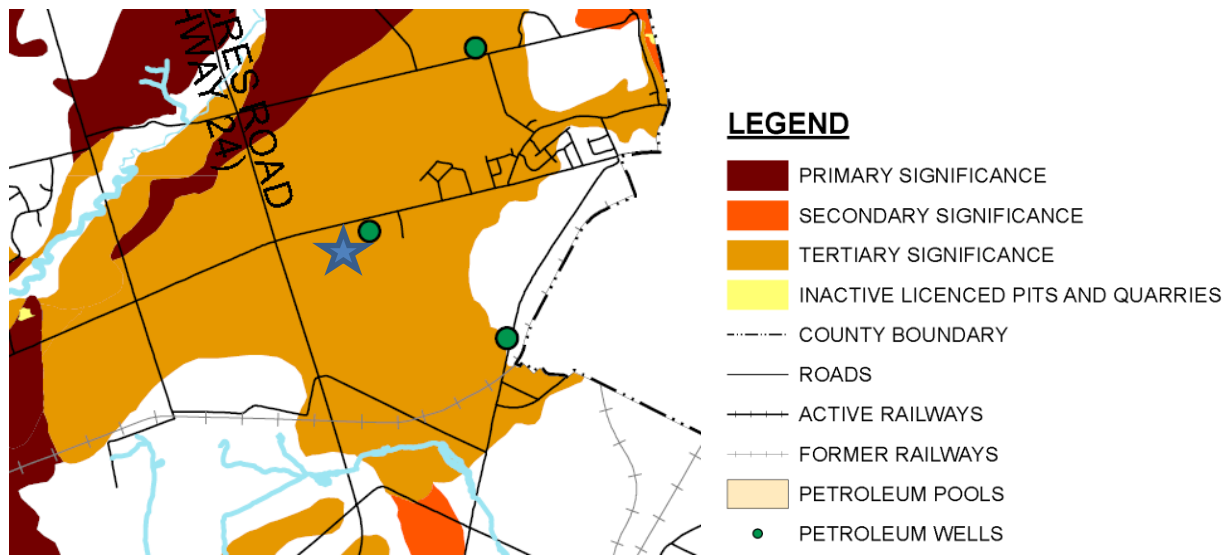 RES ROAD
HWAY 24)
LEGEND
PRIMARY SIGNIFICANCE
SECONDARY SIGNIFICANCE
TERTIARY SIGNIFICANCE
INACTIVE LICENCED PITS AND QUARRIES
COUNTY BOUNDARY
ROADS
ACTIVE RAILWAYS
FORMER RAILWAYS
PETROLEUM POOLS
PETROLEUM WELLS